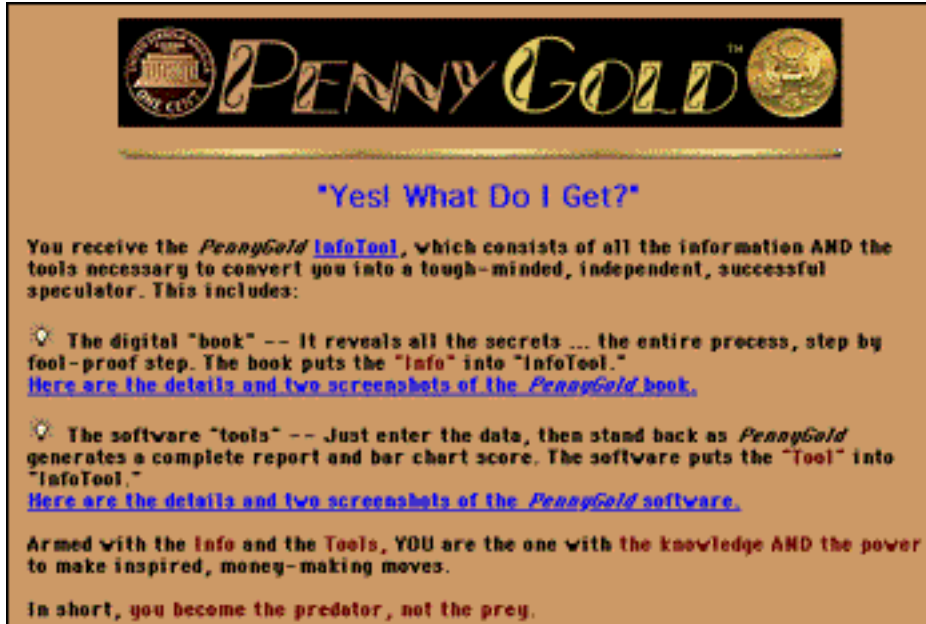 ONE CENT
PENNYGOLD™
"Yes! What Do I Get?"
You receive the PennyGold InfoTool, which consists of all the information AND the
tools necessary to convert you into a tough-minded, independent, successful
speculator. This includes:
The digital "book" -- It reveals all the secrets ... the entire process, step by
fool-proof step. The book puts the "Info" into "InfoTool."
Here are the details and two screenshots of the PennyGold book.
The software "tools" -- Just enter the data, then stand back as PennyGold
generates a complete report and bar chart score. The software puts the "Tool" into
"InfoTool."
Here are the details and two screenshots of the PennyGold software.
Armed with the Info and the Tools, YOU are the one with the knowledge AND the power
to make inspired, money-making moves.
In short, you become the predator, not the prey.